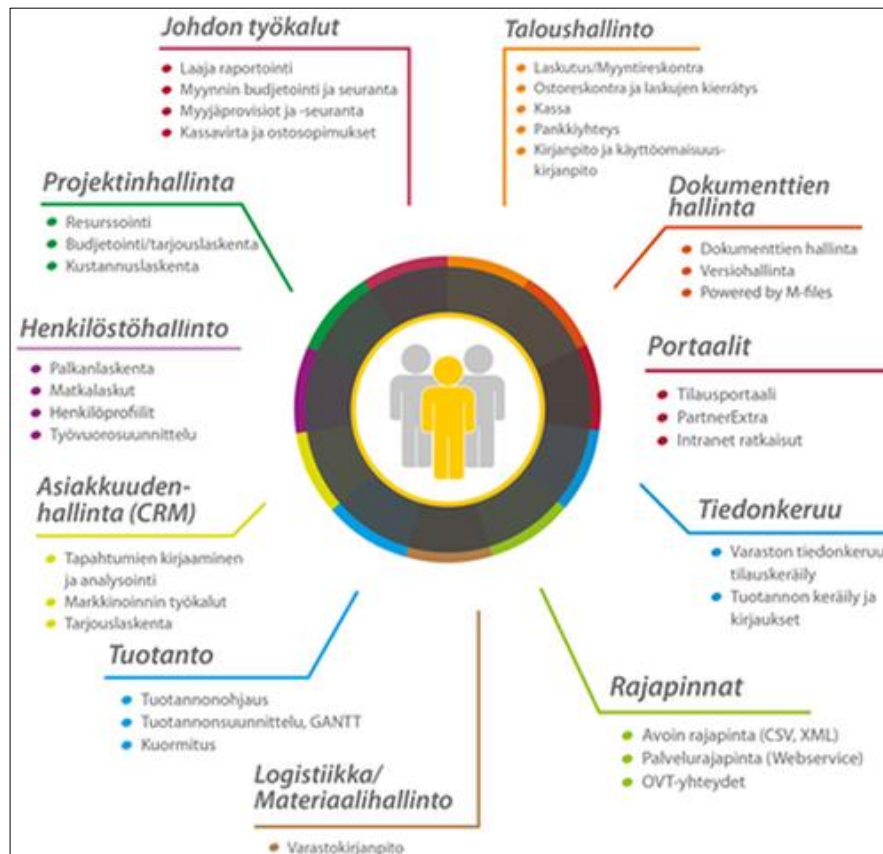 Johdon työkalut
Laaja raportointi
Myynnin budjetointi ja seuranta
Myyjäprovisiot ja -seuranta
Kassavirta ja ostosopimukset
Taloushallinto
Laskutus/Myyntireskontra
Ostoreskontra ja laskujen kierrätys
Kassa
Pankkiyhteys
Kirjanpito ja käyttöomaisuus-
kirjanpito
Projektinhallinta
Resurssointi
Budjetointi/tarjouslaskenta
Kustannuslaskenta
Dokumenttien
hallinta
Dokumenttien hallinta
Versiohallinta
Powered by M-files
Henkilöstöhallinto
Palkanlaskenta
Matkalaskut
Henkilöprofiilit
Työvuorosuunnittelu
Portaalit
Tilausportaali
PartnerExtra
Intranet ratkaisut
Asiakkuuden-
hallinta (CRM)
Tapahtumien kirjaaminen
ja analysointi
Markkinoinnin työkalut
Tarjouslaskenta
Tiedonkeruu
Varaston tiedonkeruu
tilauskeräily
Tuotannon keräily ja
kirjaukset
Tuotanto
Tuotannonohjaus
Tuotannonsuunnittelu, GANTT
Kuormitus
Rajapinnat
Avoin rajapinta (CSV, XML)
Palvelurajapinta (Webservice)
OVT-yhteydet
Logistiikka/
Materiaalihallinto
Varastokirjanpito